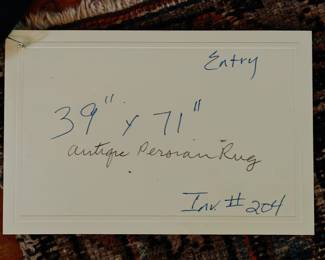 Entry
39" x 71"
Antique Persian Rug
Inv. # 204